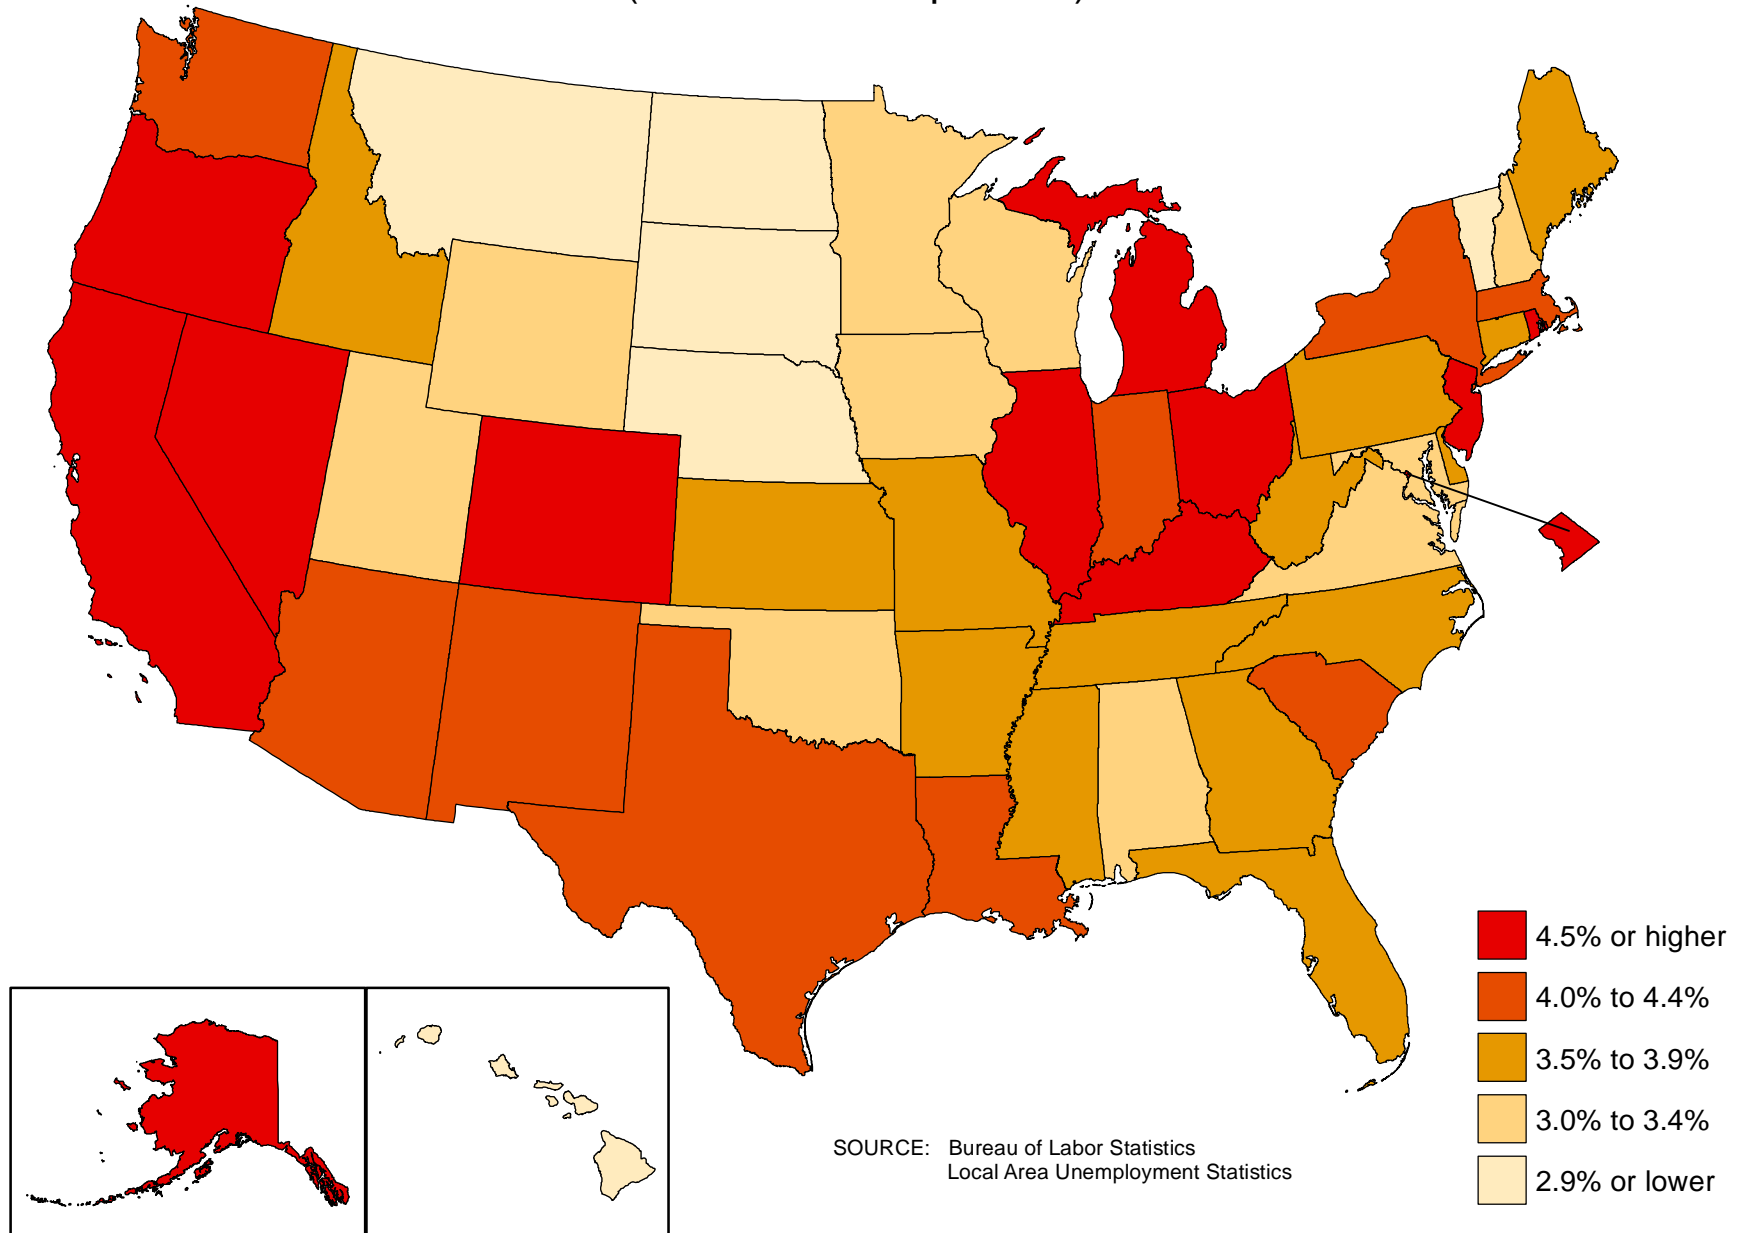 4.5% or higher
4.0% to 4.4%
3.5% to 3.9%
3.0% to 3.4%
2.9% or lower
SOURCE: Bureau of Labor Statistics
Local Area Unemployment Statistics